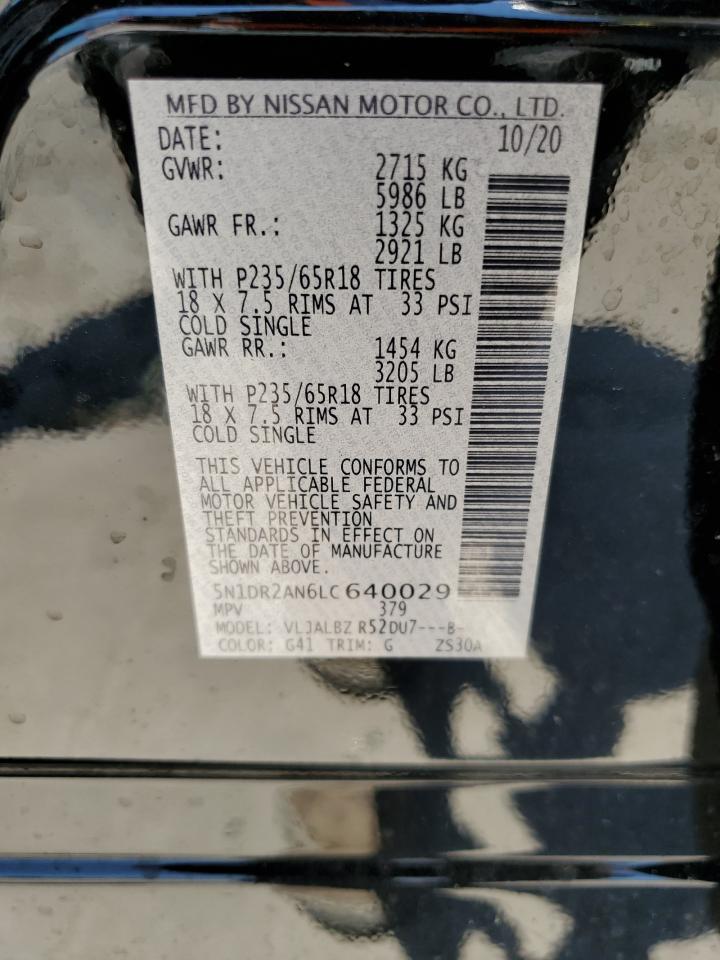 MFD BY NISSAN MOTOR CO., LTD.
DATE: 10/20
GVWR: 2715 KG
5986 LB
GAWR FR.: 1325 KG
2921 LB
WITH P235/65R18 TIRES
18 X 7.5 RIMS AT 33 PSI
COLD SINGLE
GAWR RR.: 1454 KG
3205 LB
WITH P235/65R18 TIRES
18 X 7.5 RIMS AT 33 PSI
COLD SINGLE
THIS VEHICLE CONFORMS TO
ALL APPLICABLE FEDERAL
MOTOR VEHICLE SAFETY AND
THEFT PREVENTION
STANDARDS IN EFFECT ON
THE DATE OF MANUFACTURE
SHOWN ABOVE.
5N1DR2AN6LC640029
MPV 379
MODEL: VLJALBZ R52DU7---B-
COLOR: G41 TRIM: G ZS30A